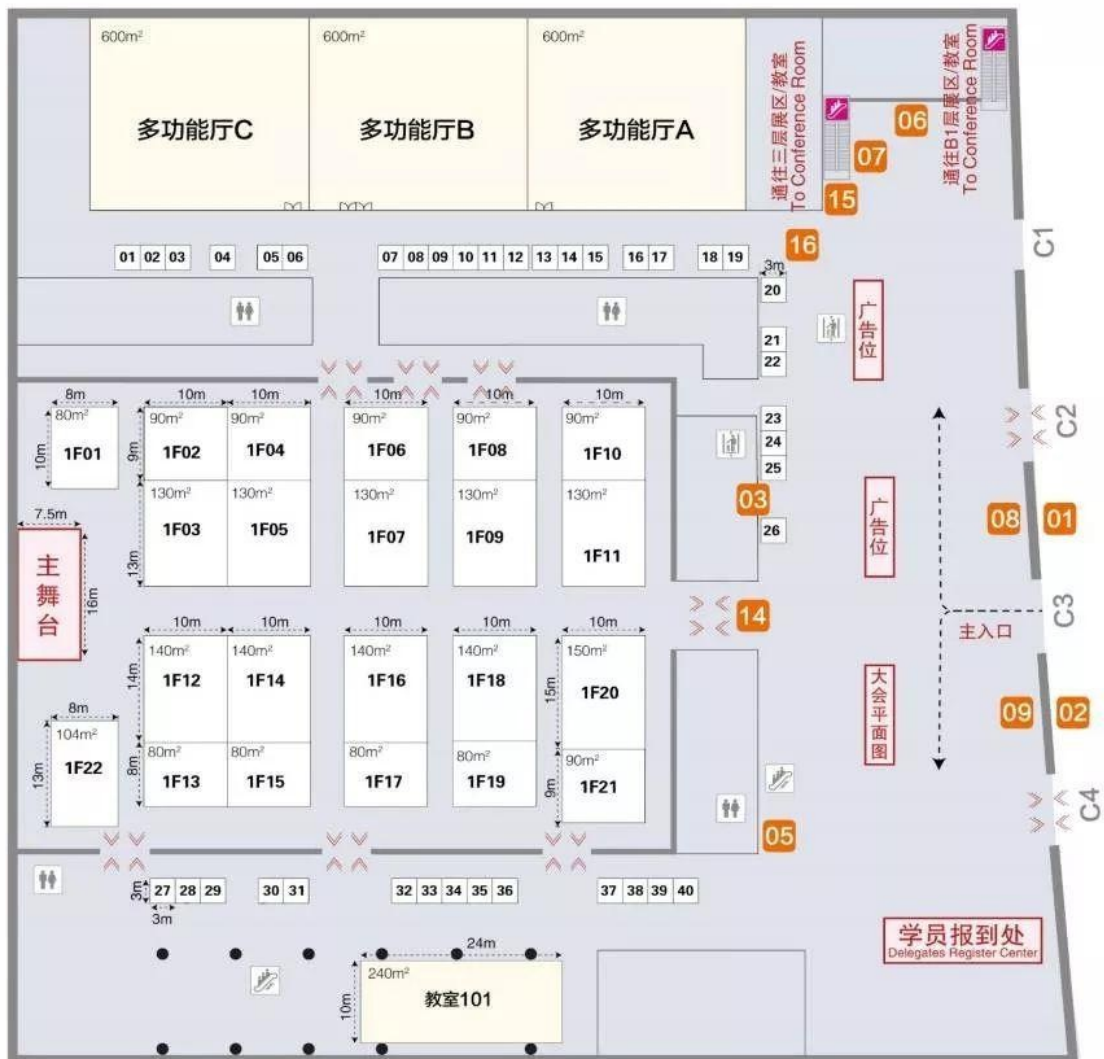 600m²
600m²
600m²
多功能厅C
多功能厅B
多功能厅A
通往三层展区/教室
To Conference Room
通往B1层展区/教室
To Conference Room
06
07
15
16
C1
01 02 03 04 05 06 07 08 09 10 11 12 13 14 15 16 17 18 19
3m
20
21
22
广告位
8m 10m 10m 10m 10m 10m
80m² 90m² 90m² 90m² 90m² 90m²
10m
9m
1F01 1F02 1F04 1F06 1F08 1F10
23
24
25
C2
130m² 130m² 130m² 130m² 130m²
13m
1F03 1F05 1F07 1F09 1F11
03
26
广告位
08
01
7.5m
主舞台
16m
14
C3
主入口
10m 10m 10m 10m 10m
140m² 140m² 140m² 140m² 150m²
14m
15m
1F12 1F14 1F16 1F18 1F20
大会平面图
09
02
8m
104m²
13m
1F22
80m² 80m² 80m² 80m² 90m²
8m
9m
1F13 1F15 1F17 1F19 1F21
05
C4
3m
27 28 29 30 31 32 33 34 35 36 37 38 39 40
3m
学员报到处
Delegates Register Center
24m
240m²
10m
教室101